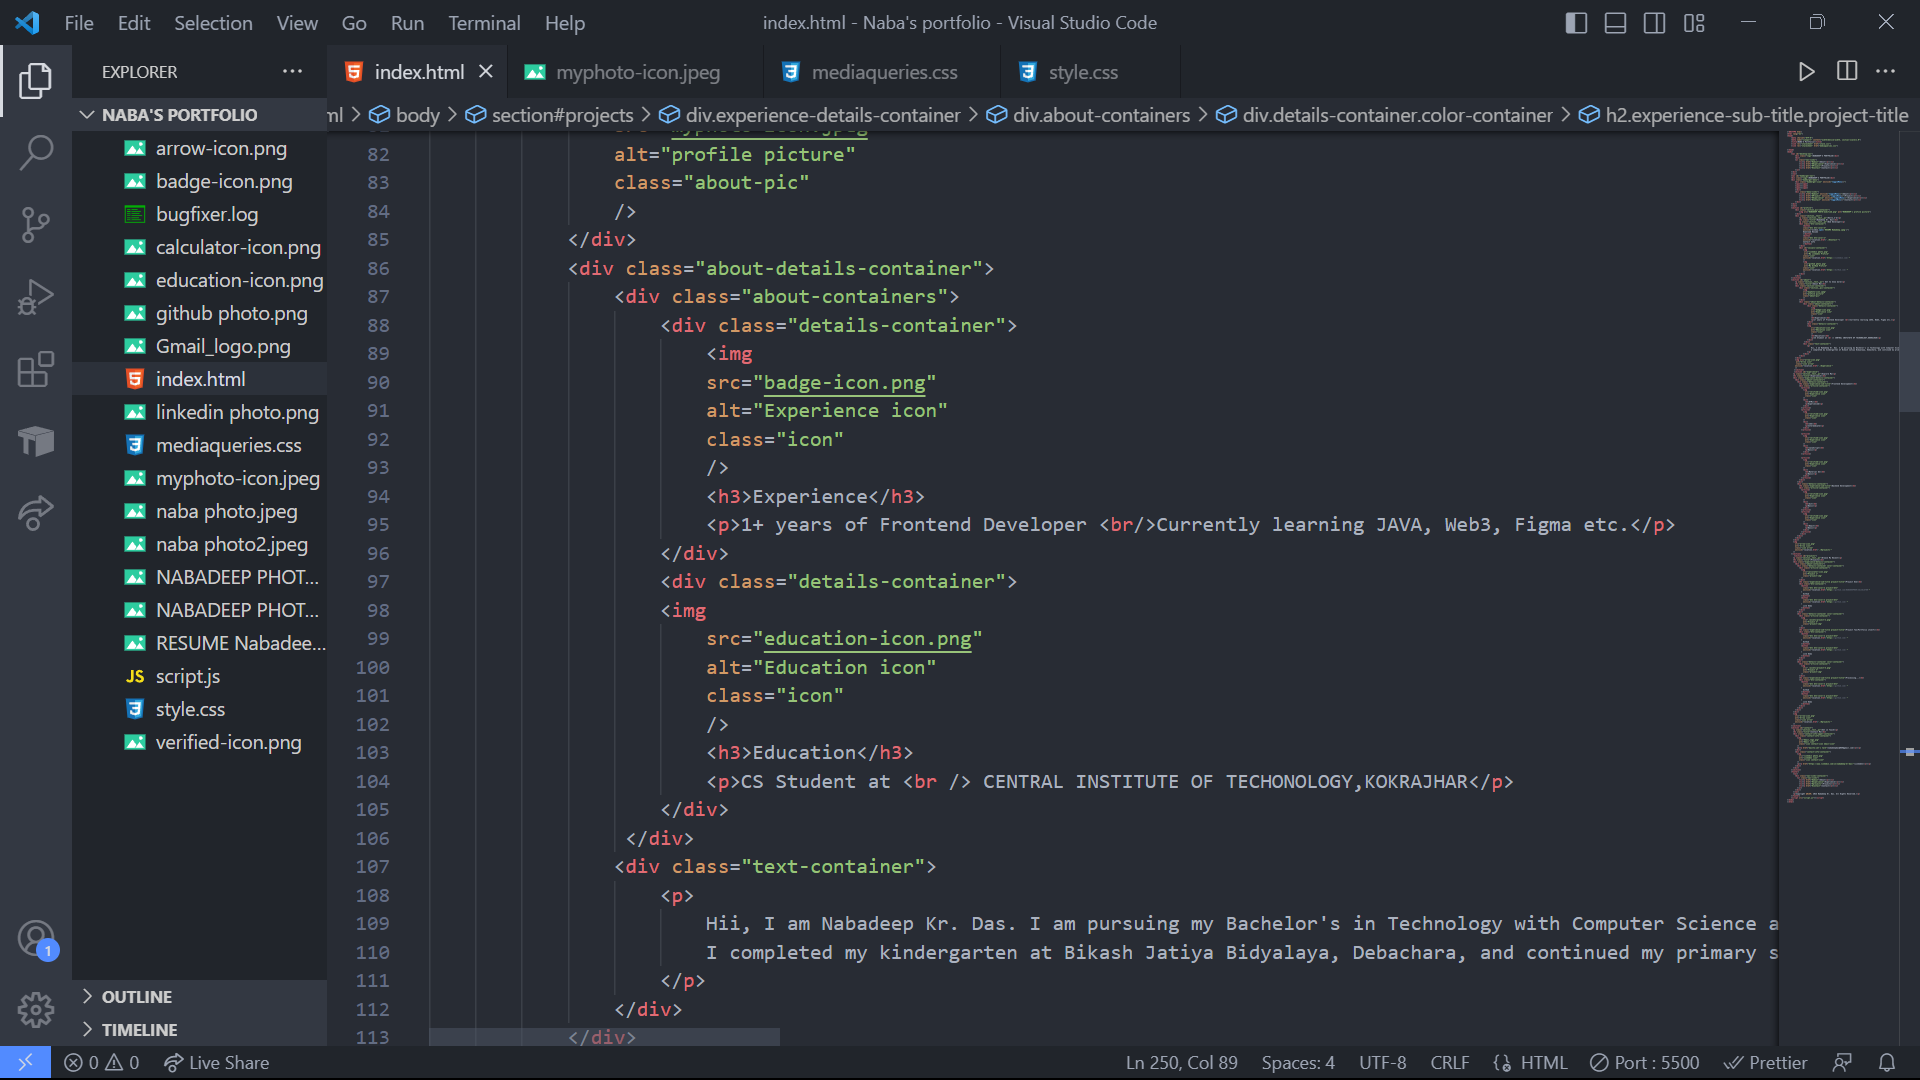 File Edit Selection View Go Run Terminal Help
index.html - Naba's portfolio - Visual Studio Code
EXPLORER
index.html
myphoto-icon.jpeg
mediaqueries.css
style.css
NABA'S PORTFOLIO
ml > body > section#projects > div.experience-details-container > div.about-containers > div.details-container.color-container > h2.experience-sub-title.project-title
arrow-icon.png
badge-icon.png
bugfixer.log
calculator-icon.png
education-icon.png
github photo.png
Gmail_logo.png
index.html
linkedin photo.png
mediaqueries.css
myphoto-icon.jpeg
naba photo.jpeg
naba photo2.jpeg
NABADEEP PHOT...
NABADEEP PHOT...
RESUME Nabadee...
JS script.js
style.css
verified-icon.png
OUTLINE
TIMELINE
82 alt="profile picture"
83 class="about-pic"
84 />
85 </div>
86 <div class="about-details-container">
87 <div class="about-containers">
88 <div class="details-container">
89 <img
90 src="badge-icon.png"
91 alt="Experience icon"
92 class="icon"
93 />
94 <h3>Experience</h3>
95 <p>1+ years of Frontend Developer <br/>Currently learning JAVA, Web3, Figma etc.</p>
96 </div>
97 <div class="details-container">
98 <img
99 src="education-icon.png"
100 alt="Education icon"
101 class="icon"
102 />
103 <h3>Education</h3>
104 <p>CS Student at <br /> CENTRAL INSTITUTE OF TECHONOLOGY,KOKRAJHAR</p>
105 </div>
106 </div>
107 <div class="text-container">
108 <p>
109 Hii, I am Nabadeep Kr. Das. I am pursuing my Bachelor's in Technology with Computer Science a
110 I completed my kindergarten at Bikash Jatiya Bidyalaya, Debachara, and continued my primary s
111 </p>
112 </div>
113 </div>
1
0 0 Live Share
Ln 250, Col 89 Spaces: 4 UTF-8 CRLF HTML Port : 5500 Prettier